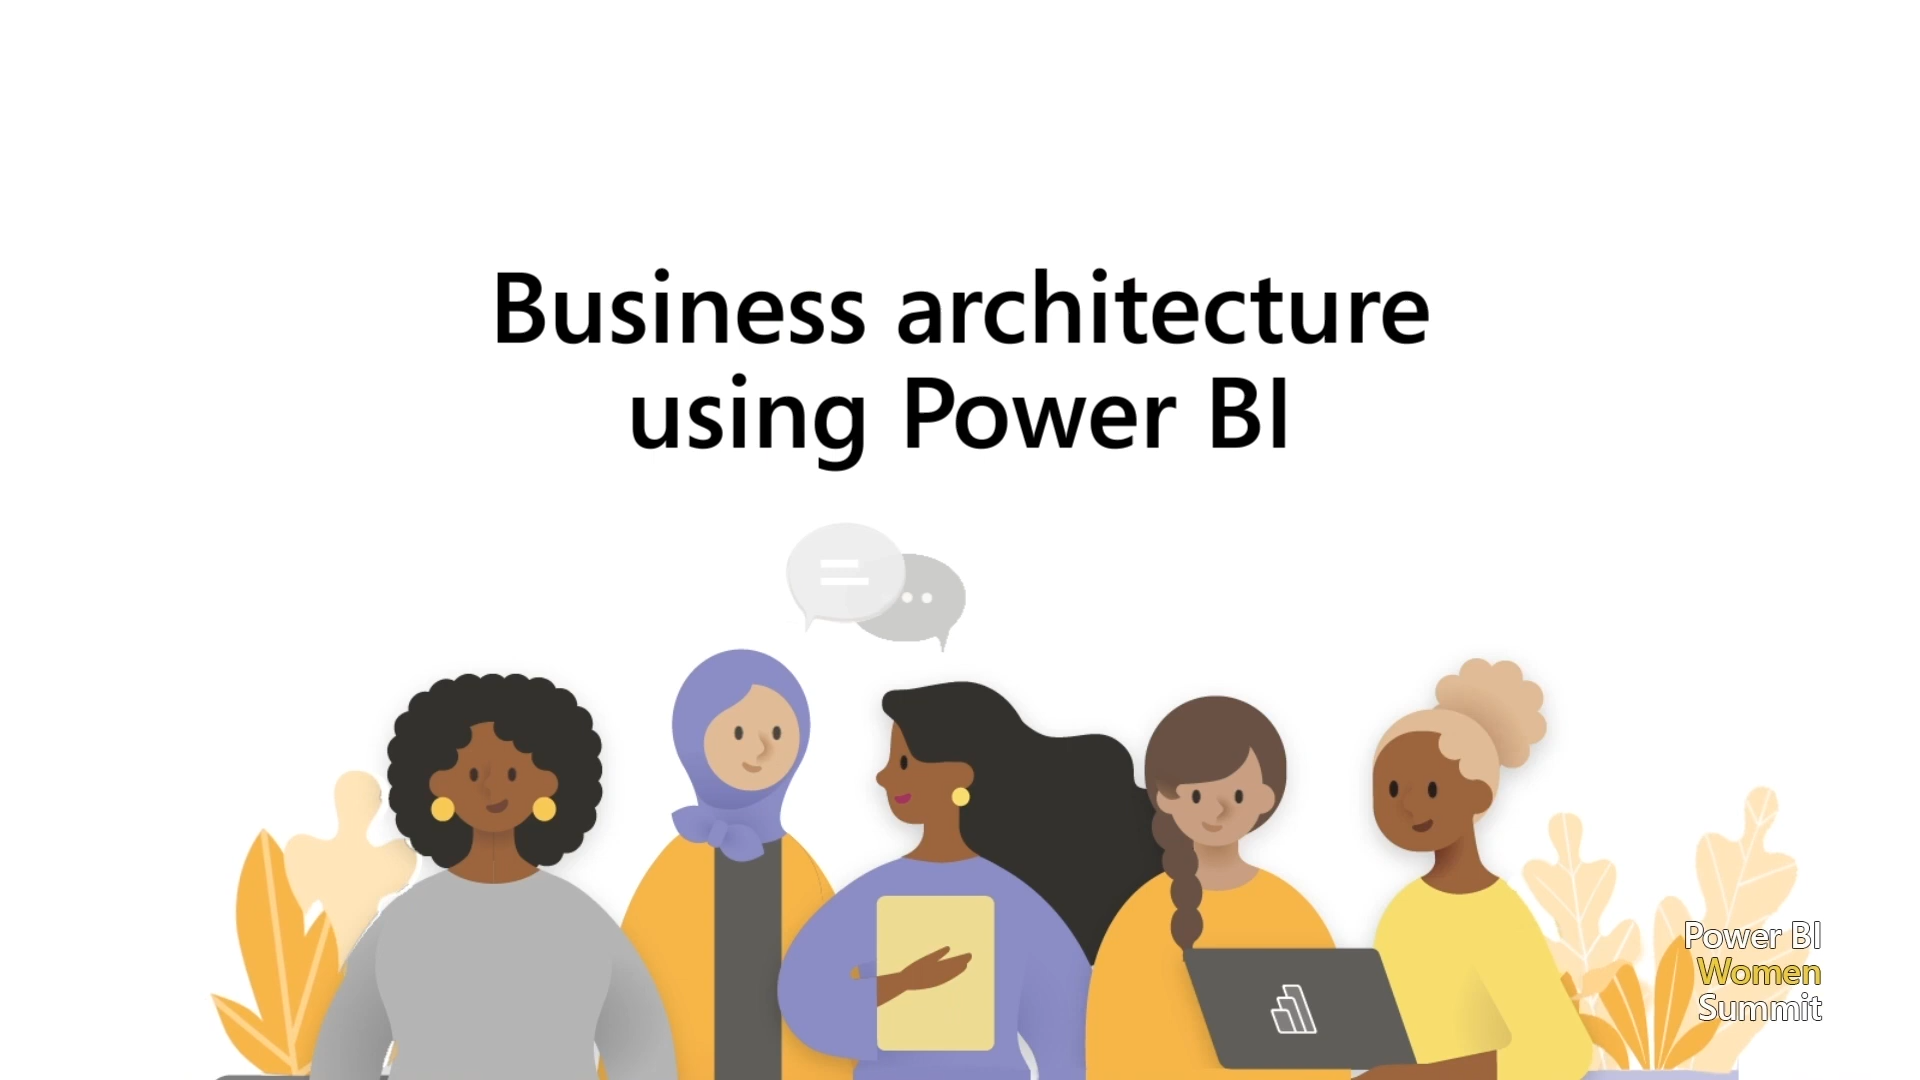 Business architecture
using Power BI
Power BI
Women
Summit